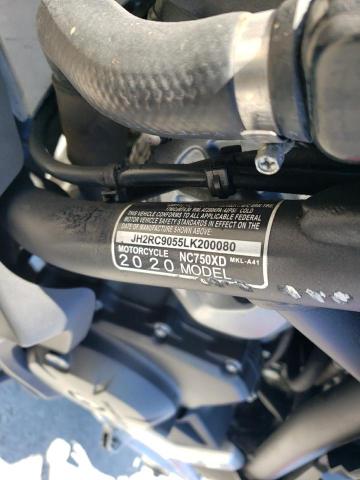 THIS VEHICLE CONFORMS TO ALL APPLICABLE FEDERAL
MOTOR VEHICLE SAFETY STANDARDS IN EFFECT ON THE
DATE OF MANUFACTURE SHOWN ABOVE.
JH2RC9055LK200080
MOTORCYCLE NC750XD MKL-A41
2020 MODEL